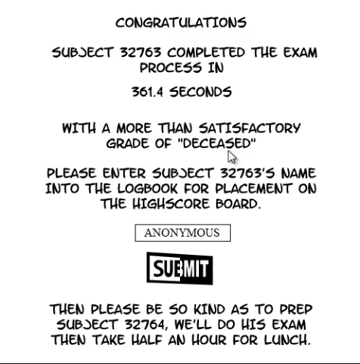 CONGRATULATIONS
SUBJECT 32763 COMPLETED THE EXAM
PROCESS IN
361.4 SECONDS
WITH A MORE THAN SATISFACTORY
GRADE OF "DECEASED"
PLEASE ENTER SUBJECT 32763'S NAME
INTO THE LOGBOOK FOR PLACEMENT ON
THE HIGHSCORE BOARD.
ANONYMOUS
SUBMIT
THEN PLEASE BE SO KIND AS TO PREP
SUBJECT 32764, WE'LL DO HIS EXAM
THEN TAKE HALF AN HOUR FOR LUNCH.